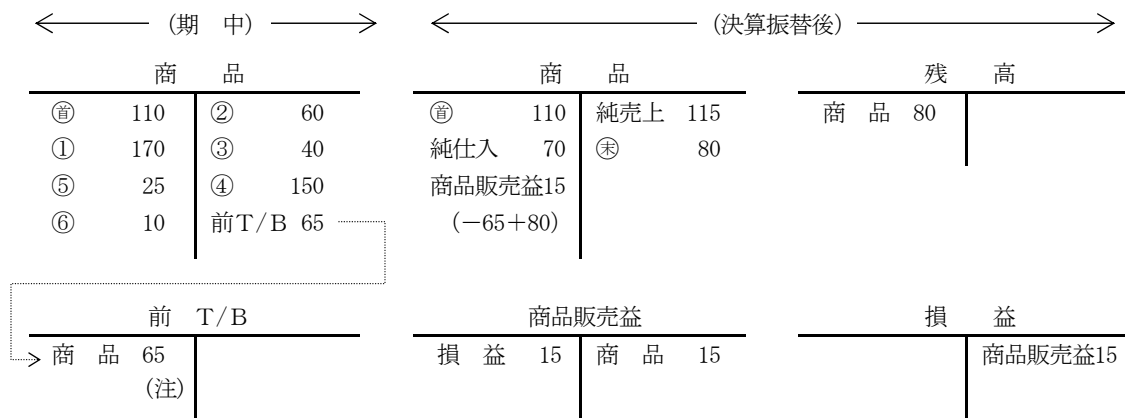 (期 中) (決算振替後)
商 品
㊀首 110 ② 60
① 170 ③ 40
⑤ 25 ④ 150
⑥ 10 前T/B 65
商 品
首 110 純売上 115
純仕入 70 末 80
商品販売益15
(-65+80)
残 高
商 品 80
前 T/B
商 品 65
(注)
商品販売益
損 益 15 商 品 15
損 益
商品販売益15